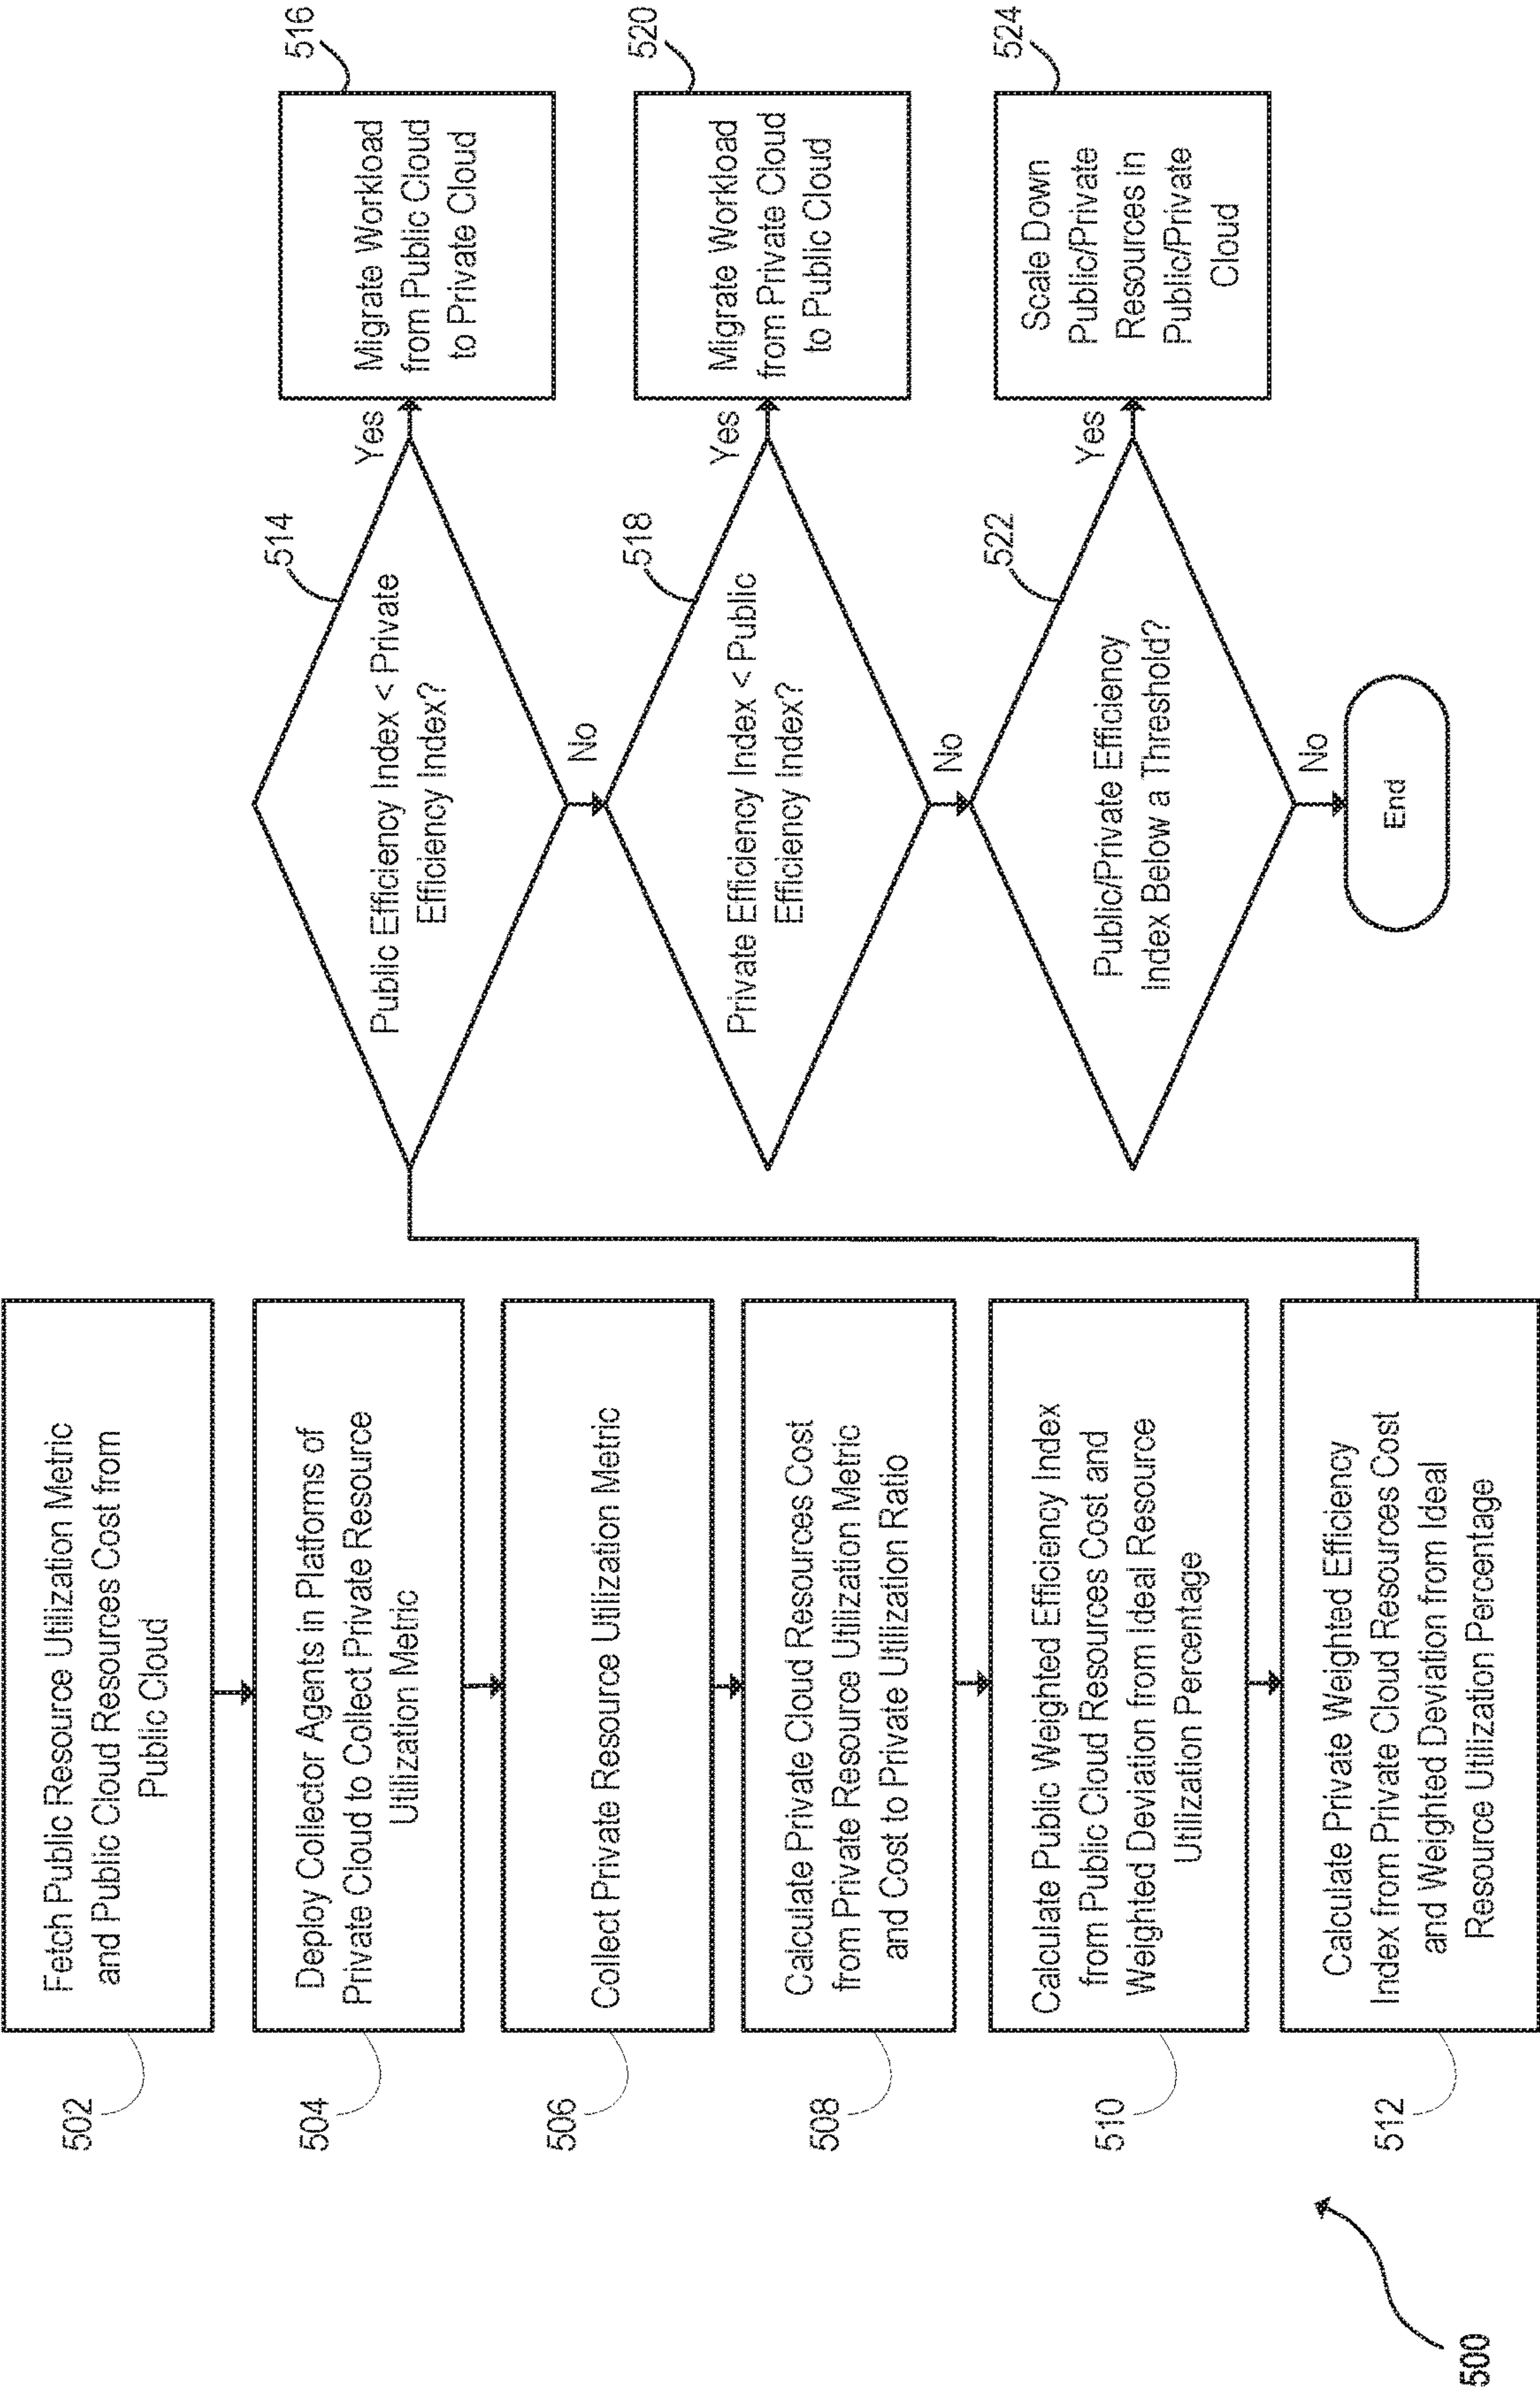 502
Fetch Public Resource Utilization Metric
and Public Cloud Resources Cost from
Public Cloud
504
Deploy Collector Agents in Platforms of
Private Cloud to Collect Private Resource
Utilization Metric
506
Collect Private Resource Utilization Metric
508
Calculate Private Cloud Resources Cost
from Private Resource Utilization Metric
and Cost to Private Utilization Ratio
510
Calculate Public Weighted Efficiency Index
from Public Cloud Resources Cost and
Weighted Deviation from Ideal Resource
Utilization Percentage
512
Calculate Private Weighted Efficiency
Index from Private Cloud Resources Cost
and Weighted Deviation from Ideal
Resource Utilization Percentage
514
Public Efficiency Index < Private
Efficiency Index?
Yes
516
Migrate Workload
from Public Cloud
to Private Cloud
No
518
Private Efficiency Index < Public
Efficiency Index?
Yes
520
Migrate Workload
from Private Cloud
to Public Cloud
No
522
Public/Private Efficiency
Index Below a Threshold?
Yes
524
Scale Down
Public/Private
Resources in
Public/Private
Cloud
No
End
500